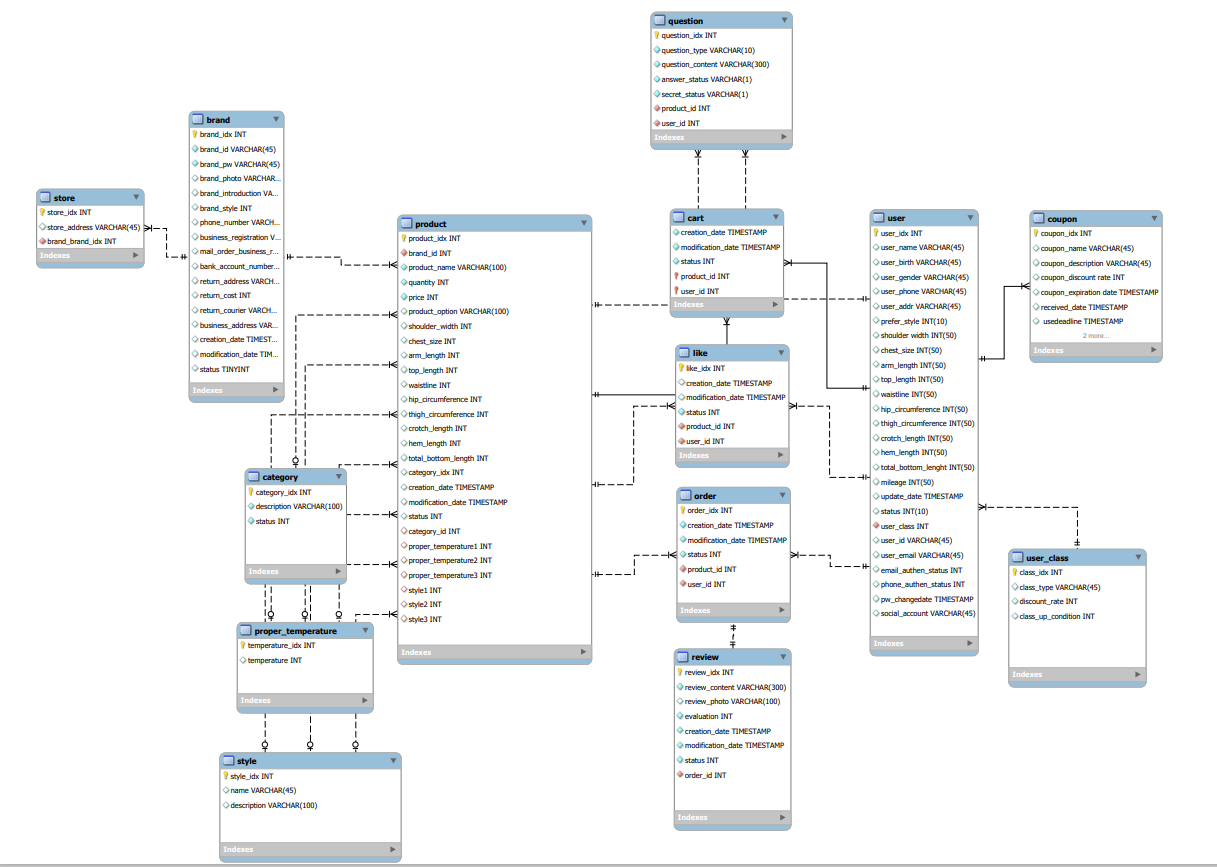 question
question_idx INT
question_type VARCHAR(10)
question_content VARCHAR(300)
answer_status VARCHAR(1)
secret_status VARCHAR(1)
product_id INT
user_id INT
Indexes
brand
brand_idx INT
brand_id VARCHAR(45)
brand_pw VARCHAR(45)
brand_photo VARCHAR...
brand_introduction VA...
brand_style INT
phone_number VARCH...
business_registration V...
mail_order_business_r...
bank_account_number...
return_address VARCH...
return_cost INT
return_courier VARCH...
business_address VAR...
creation_date TIMEST...
modification_date TIM...
status TINYINT
Indexes
store
store_idx INT
store_address VARCHAR(45)
brand_brand_idx INT
Indexes
product
product_idx INT
brand_id INT
product_name VARCHAR(100)
quantity INT
price INT
product_option VARCHAR(100)
shoulder_width INT
chest_size INT
arm_length INT
top_length INT
waistline INT
hip_circumference INT
thigh_circumference INT
crotch_length INT
hem_length INT
total_bottom_length INT
category_idx INT
creation_date TIMESTAMP
modification_date TIMESTAMP
status INT
category_id INT
proper_temperature1 INT
proper_temperature2 INT
proper_temperature3 INT
style1 INT
style2 INT
style3 INT
Indexes
cart
creation_date TIMESTAMP
modification_date TIMESTAMP
status INT
product_id INT
user_id INT
Indexes
user
user_idx INT
user_name VARCHAR(45)
user_birth VARCHAR(45)
user_gender VARCHAR(45)
user_phone VARCHAR(45)
user_addr VARCHAR(45)
prefer_style INT(10)
shoulder width INT(50)
chest_size INT(50)
arm_length INT(50)
top_length INT(50)
waistline INT(50)
hip_circumference INT(50)
thigh_circumference INT(50)
crotch_length INT(50)
hem_length INT(50)
total_bottom_lenght INT(50)
mileage INT(50)
update_date TIMESTAMP
status INT(10)
user_class INT
user_id VARCHAR(45)
user_email VARCHAR(45)
email_authen_status INT
phone_authen_status INT
pw_changedate TIMESTAMP
social_account VARCHAR(45)
Indexes
coupon
coupon_idx INT
coupon_name VARCHAR(45)
coupon_description VARCHAR(45)
coupon_discount rate INT
coupon_expiration date TIMESTAMP
received_date TIMESTAMP
usedeadline TIMESTAMP
2 more...
Indexes
like
like_idx INT
creation_date TIMESTAMP
modification_date TIMESTAMP
status INT
product_id INT
user_id INT
Indexes
category
category_idx INT
description VARCHAR(100)
status INT
Indexes
order
order_idx INT
creation_date TIMESTAMP
modification_date TIMESTAMP
status INT
product_id INT
user_id INT
Indexes
user_class
class_idx INT
class_type VARCHAR(45)
discount_rate INT
class_up_condition INT
Indexes
proper_temperature
temperature_idx INT
temperature INT
Indexes
review
review_idx INT
review_content VARCHAR(300)
review_photo VARCHAR(100)
evaluation INT
creation_date TIMESTAMP
modification_date TIMESTAMP
status INT
order_id INT
Indexes
style
style_idx INT
name VARCHAR(45)
description VARCHAR(100)
Indexes